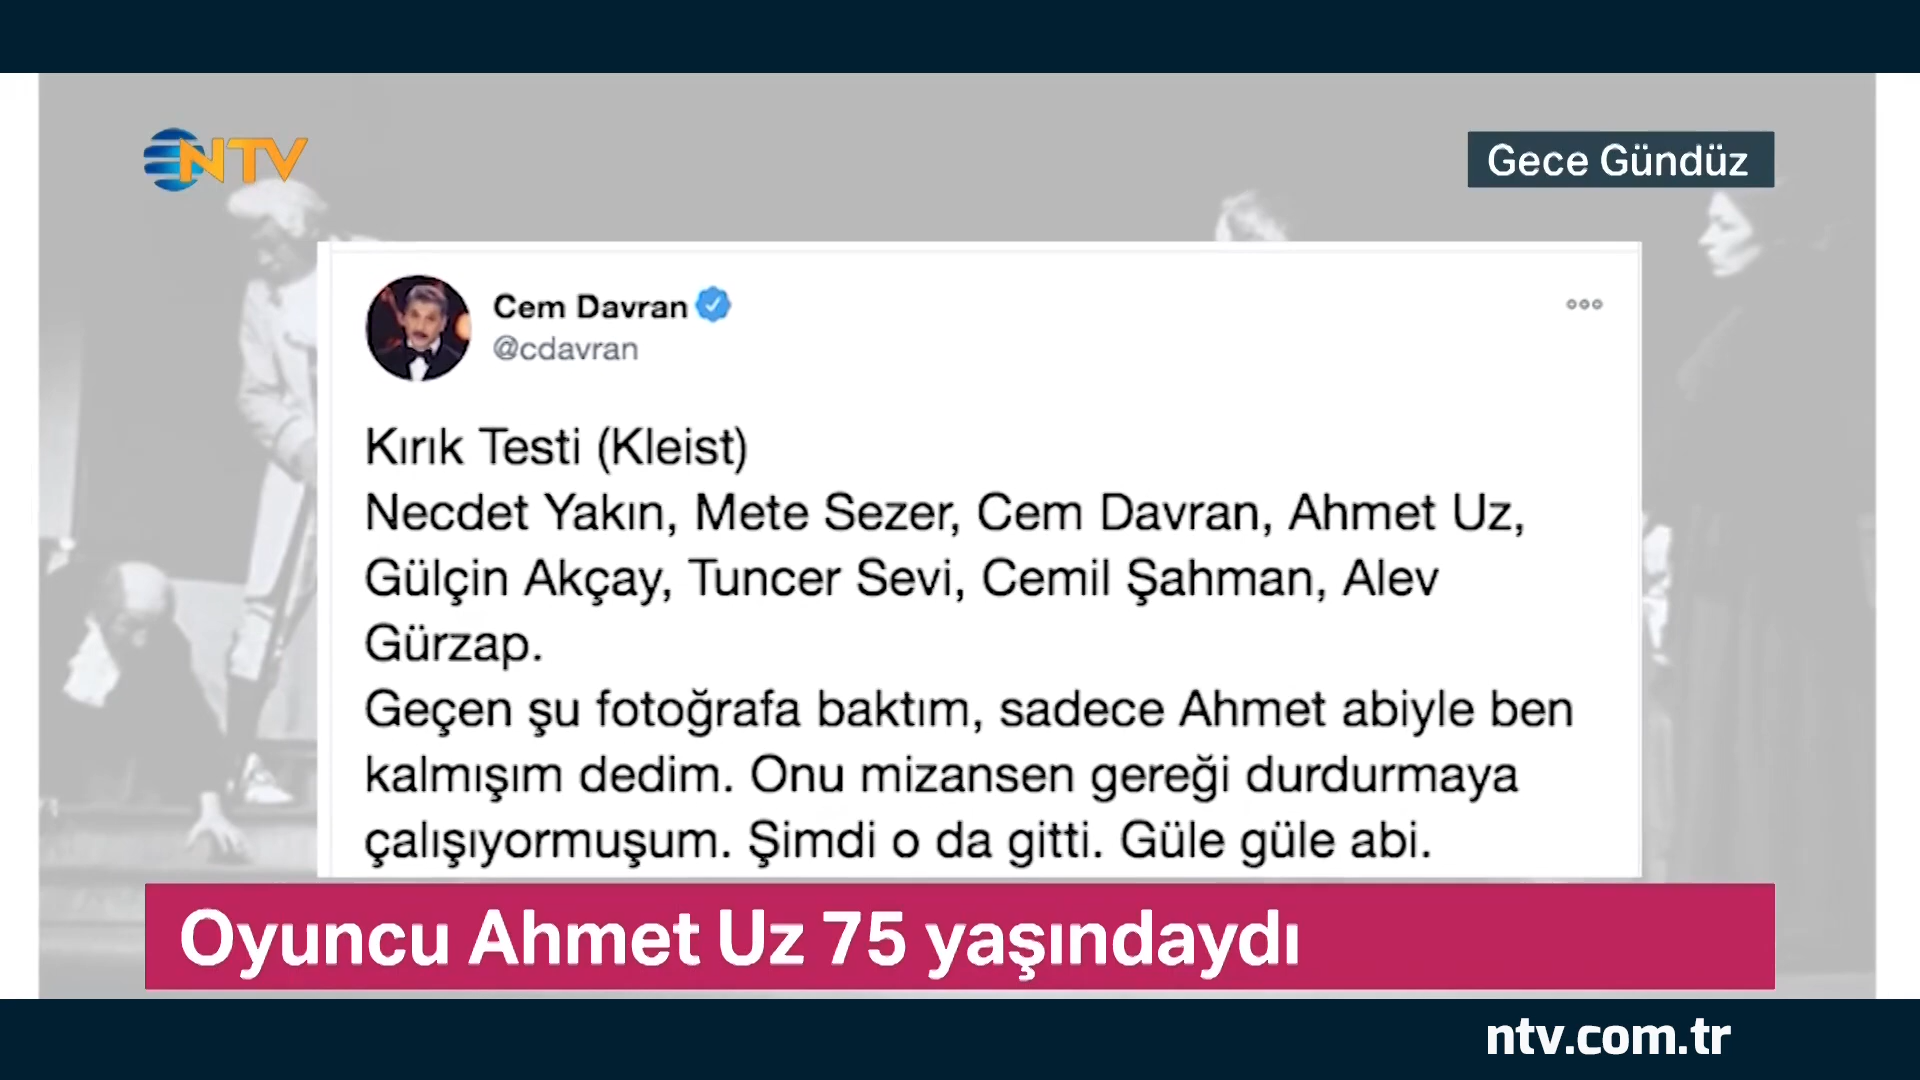 NTV
Gece Gündüz
Cem Davran
@cdavran
Kırık Testi (Kleist)
Necdet Yakın, Mete Sezer, Cem Davran, Ahmet Uz,
Gülçin Akçay, Tuncer Sevi, Cemil Şahman, Alev
Gürzap.
Geçen şu fotoğrafa baktım, sadece Ahmet abiyle ben
kalmışım dedim. Onu mizansen gereği durdurmaya
çalışıyormuşum. Şimdi o da gitti. Güle güle abi.
Oyuncu Ahmet Uz 75 yaşındaydı
ntv.com.tr